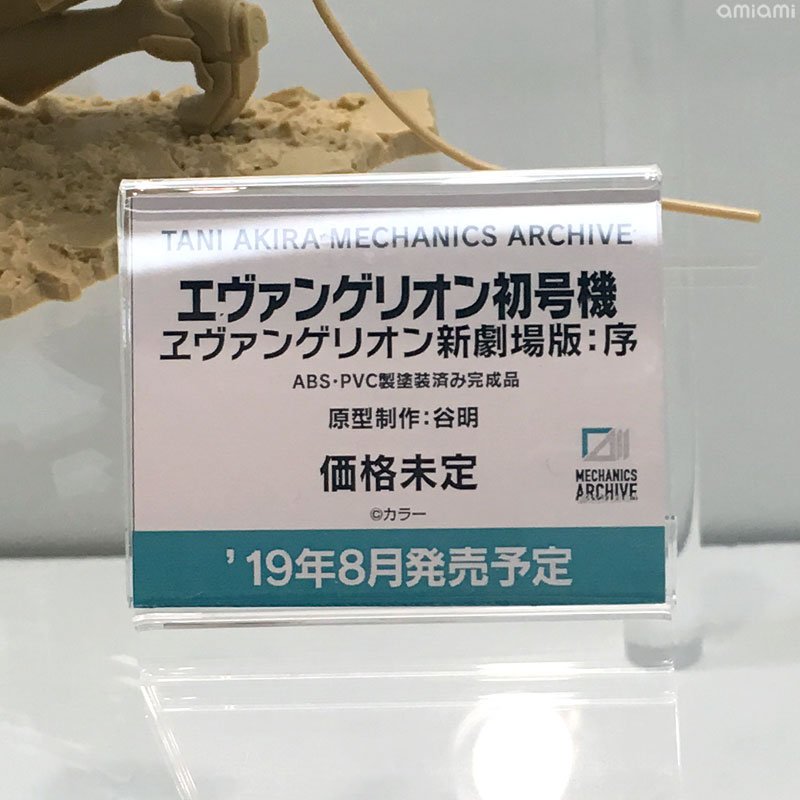 amiami
TANI AKIRA MECHANICS ARCHIVE
エヴァンゲリオン初号機
ヱヴァンゲリオン新劇場版：序
ABS・PVC製塗装済み完成品
原型制作：谷明
価格未定
MECHANICS
ARCHIVE
©カラー
’19年8月発売予定